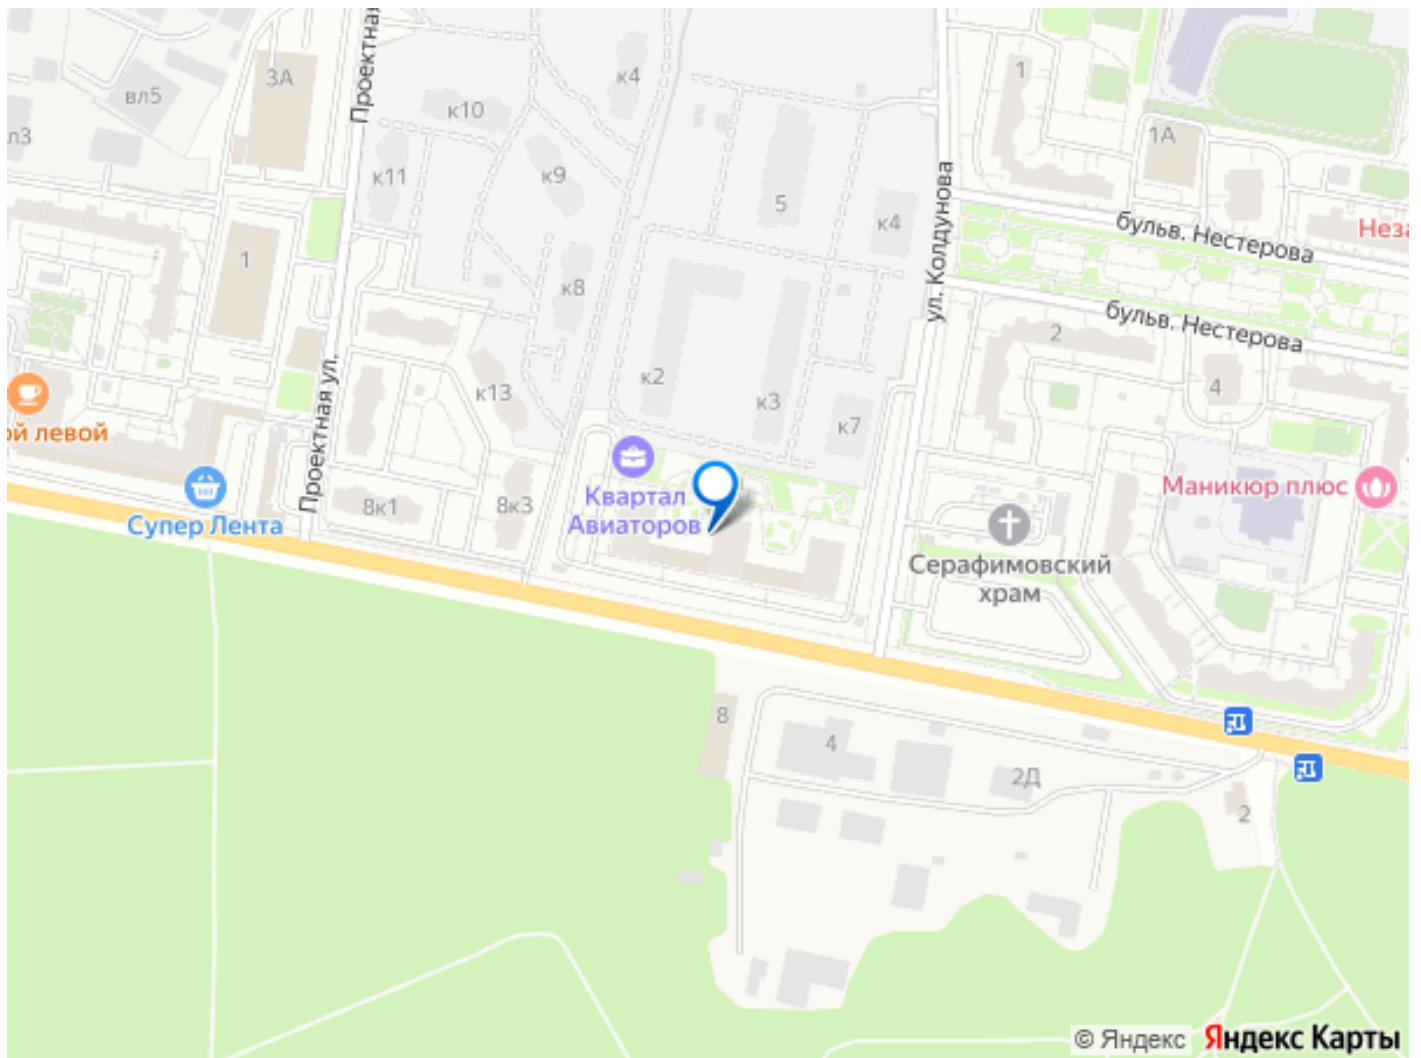 Проектная
3А
вл5
л3
к10
к4
1
1А
к11
к9
5
к4
ул. Колдунова
бульв. Нестерова
Неза
1
к8
бульв. Нестерова
2
Проектная ул.
к2
к3
к13
к7
4
ой левой
Квартал
Авиаторов
8к1
8к3
Супер Лента
Маникюр плюс
Серафимовский
храм
8
4
2Д
2
© Яндекс
Яндекс Карты